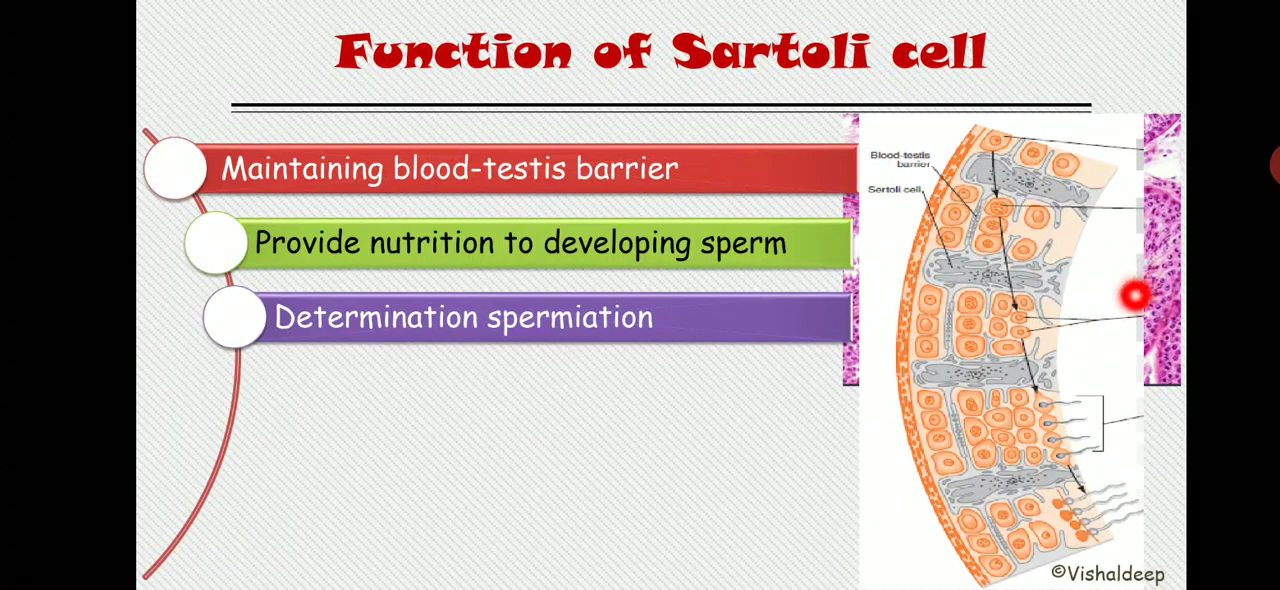 Function of Sartoli cell
Maintaining blood-testis barrier
Provide nutrition to developing sperm
Determination spermiation
Blood-testis
barrier
Sertoli cell
©Vishaldeep